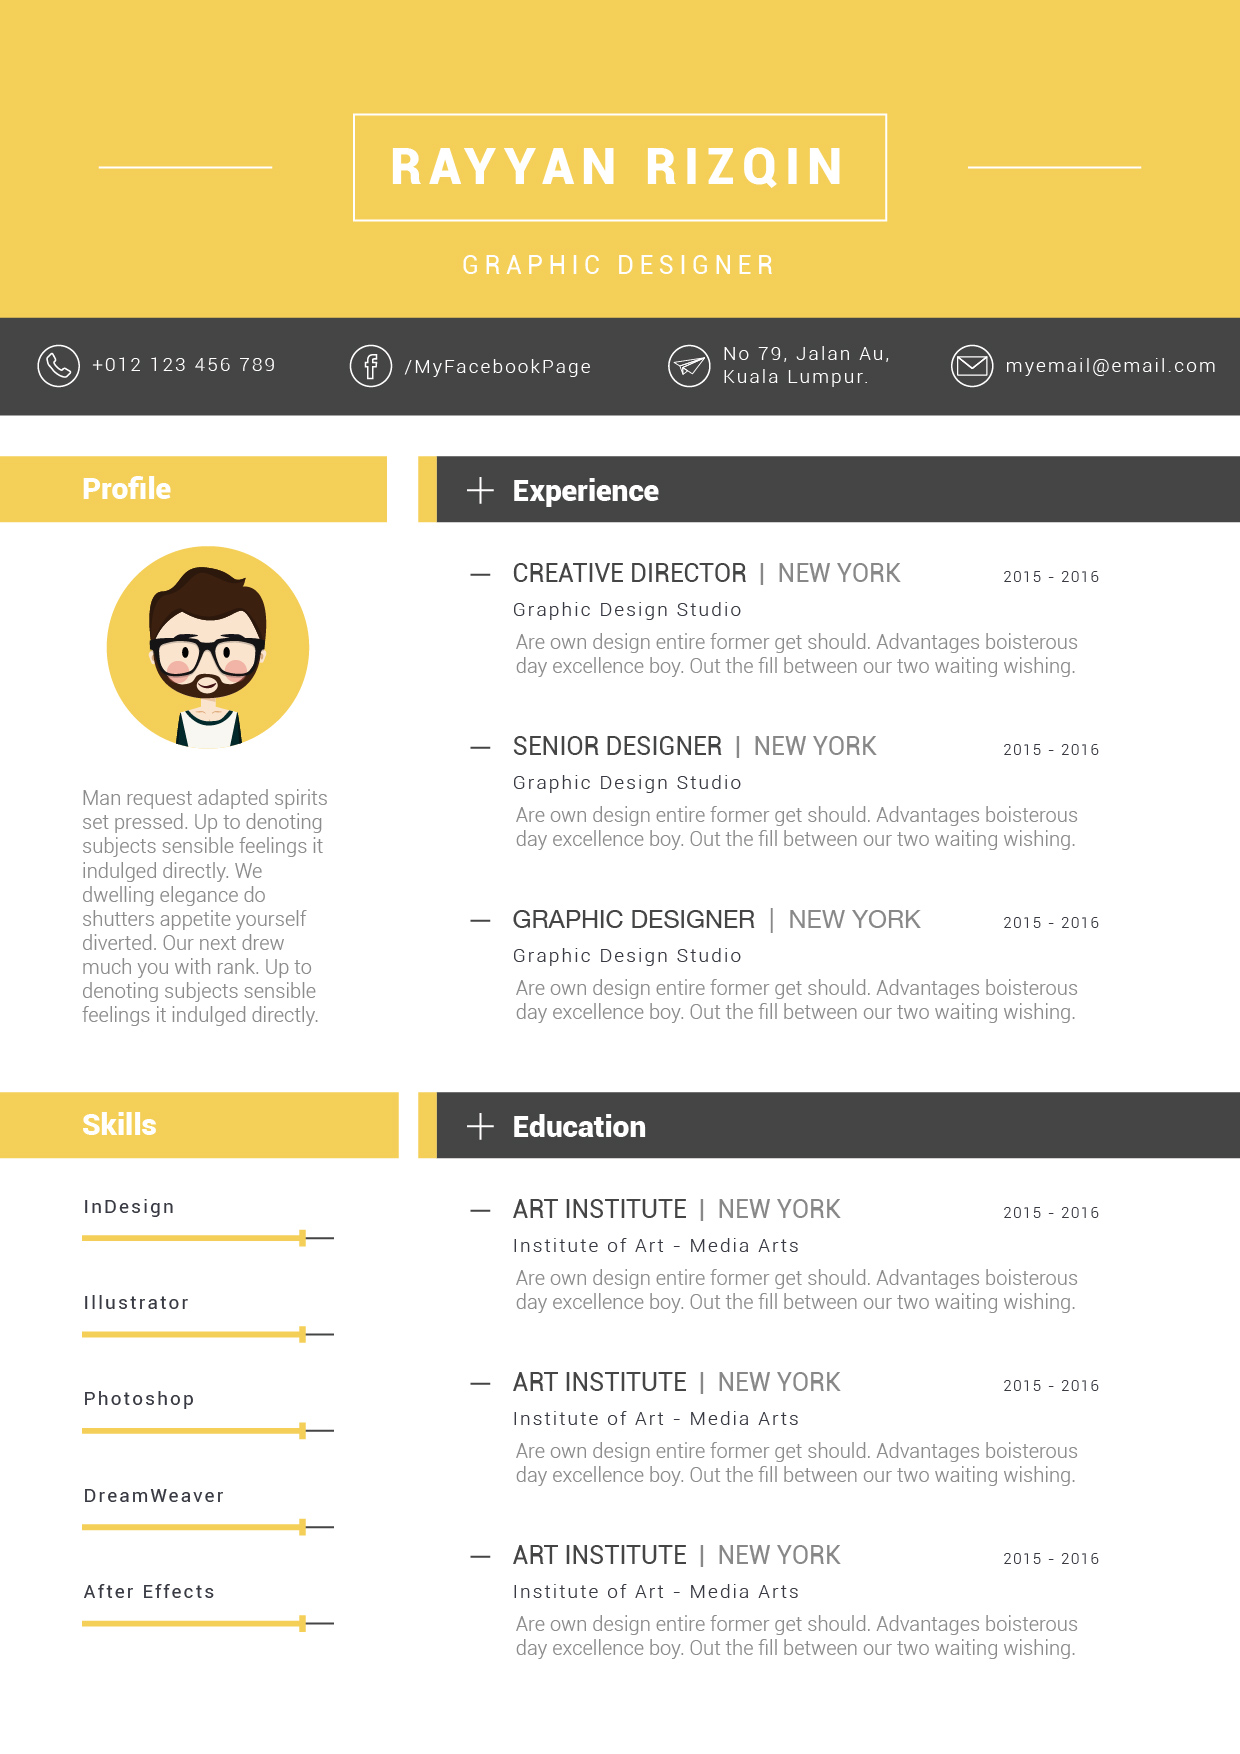 RAYYAN RIZQIN
GRAPHIC DESIGNER
+012 123 456 789
/MyFacebookPage
No 79, Jalan Au,
Kuala Lumpur.
myemail@email.com
Profile
Man request adapted spirits
set pressed. Up to denoting
subjects sensible feelings it
indulged directly. We
dwelling elegance do
shutters appetite yourself
diverted. Our next drew
much you with rank. Up to
denoting subjects sensible
feelings it indulged directly.
Experience
CREATIVE DIRECTOR | NEW YORK 2015 - 2016
Graphic Design Studio
Are own design entire former get should. Advantages boisterous
day excellence boy. Out the fill between our two waiting wishing.
SENIOR DESIGNER | NEW YORK 2015 - 2016
Graphic Design Studio
Are own design entire former get should. Advantages boisterous
day excellence boy. Out the fill between our two waiting wishing.
GRAPHIC DESIGNER | NEW YORK 2015 - 2016
Graphic Design Studio
Are own design entire former get should. Advantages boisterous
day excellence boy. Out the fill between our two waiting wishing.
Skills
InDesign
Illustrator
Photoshop
DreamWeaver
After Effects
Education
ART INSTITUTE | NEW YORK 2015 - 2016
Institute of Art - Media Arts
Are own design entire former get should. Advantages boisterous
day excellence boy. Out the fill between our two waiting wishing.
ART INSTITUTE | NEW YORK 2015 - 2016
Institute of Art - Media Arts
Are own design entire former get should. Advantages boisterous
day excellence boy. Out the fill between our two waiting wishing.
ART INSTITUTE | NEW YORK 2015 - 2016
Institute of Art - Media Arts
Are own design entire former get should. Advantages boisterous
day excellence boy. Out the fill between our two waiting wishing.